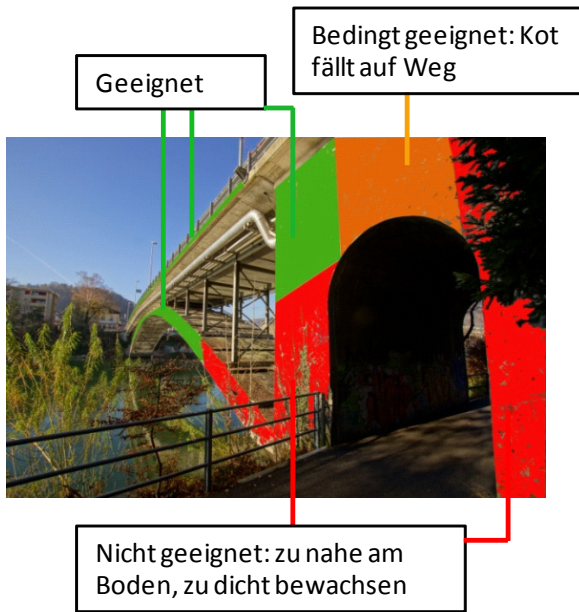 Bedingt geeignet: Kot
fällt auf Weg
Geeignet
Nicht geeignet: zu nahe am
Boden, zu dicht bewachsen